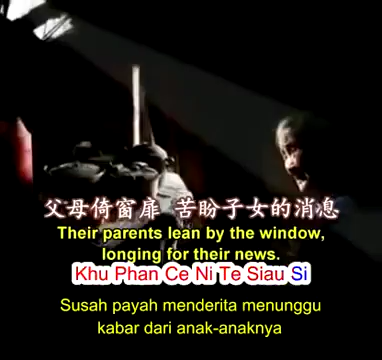 父母倚窗扉 苦盼子女的消息
Their parents lean by the window,
longing for their news.
Khu Phan Ce Ni Te Siau Si
Susah payah menderita menunggu
kabar dari anak-anaknya